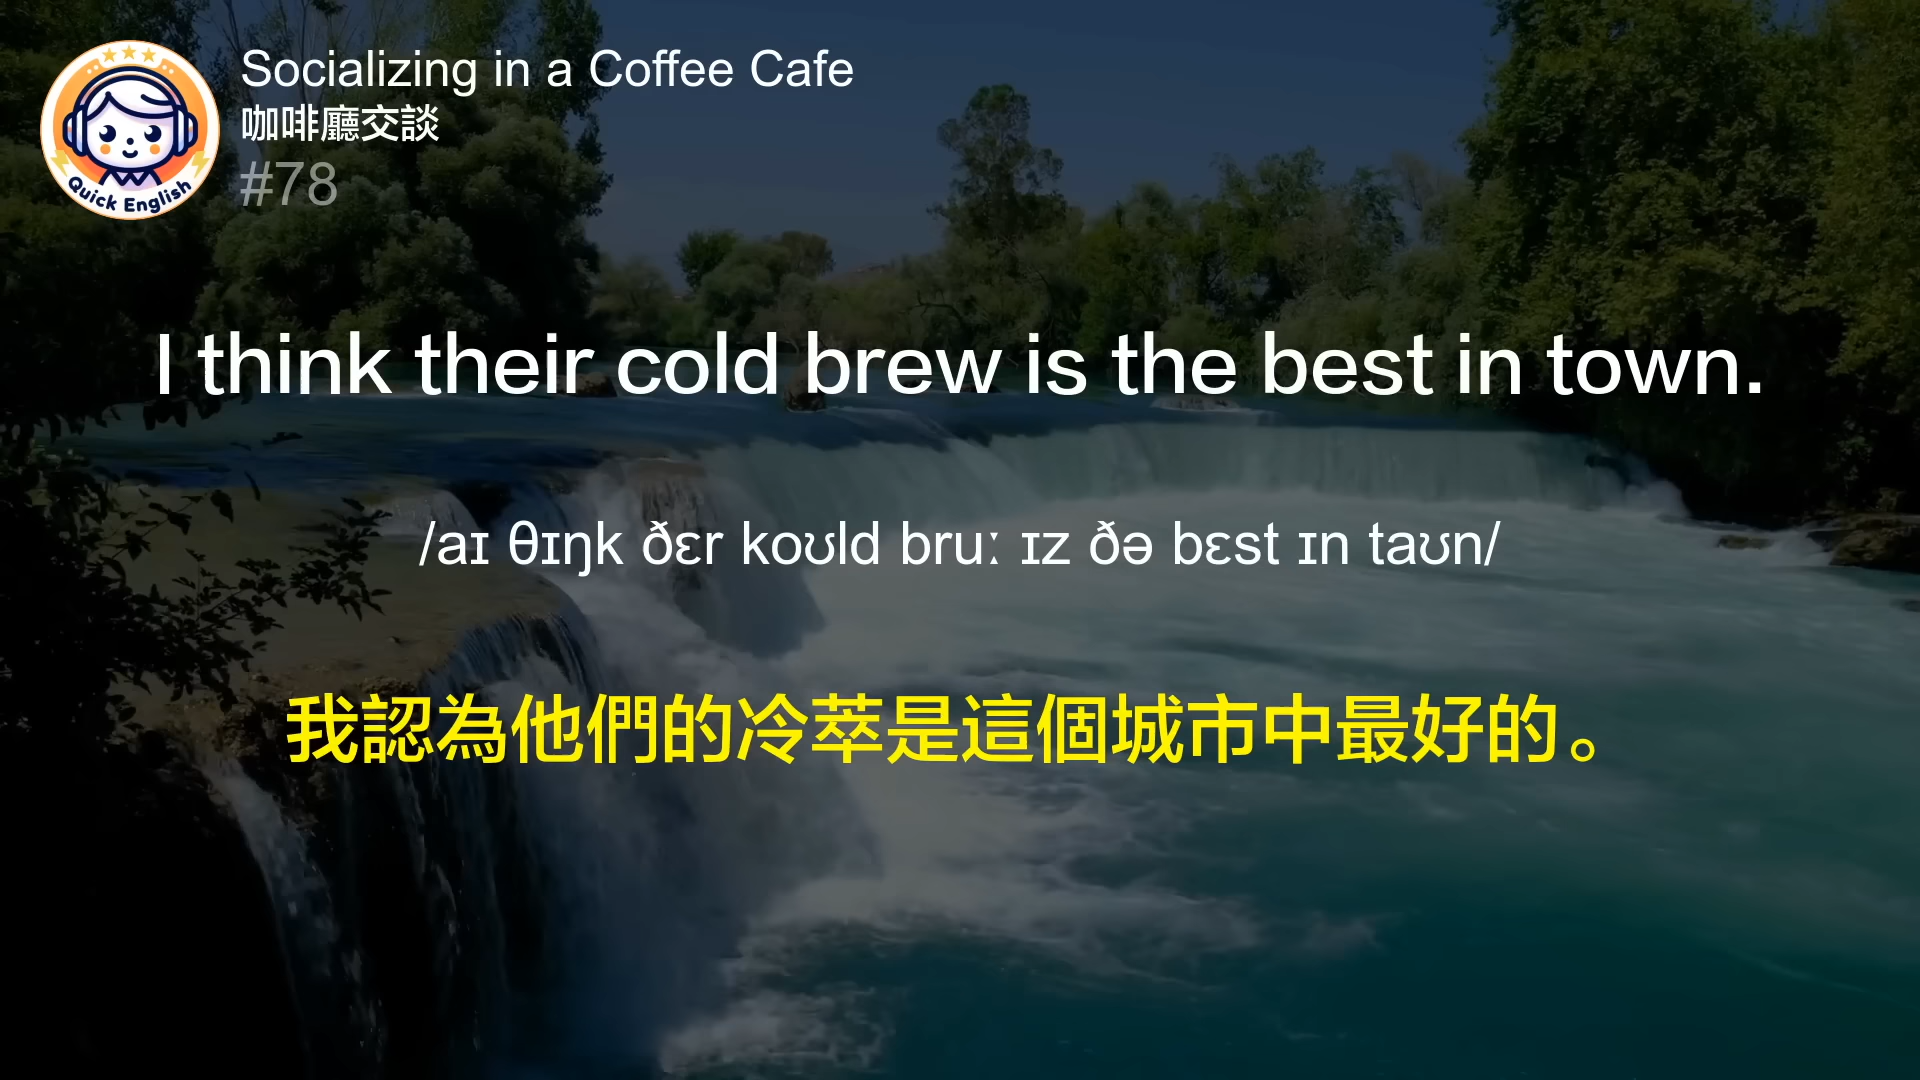 Socializing in a Coffee Cafe
咖啡廳交談
#78
Quick English
I think their cold brew is the best in town.
/aɪ θɪŋk ðɛr koʊld bruː ɪz ðə bɛst ɪn taʊn/
我認為他們的冷萃是這個城市中最好的。